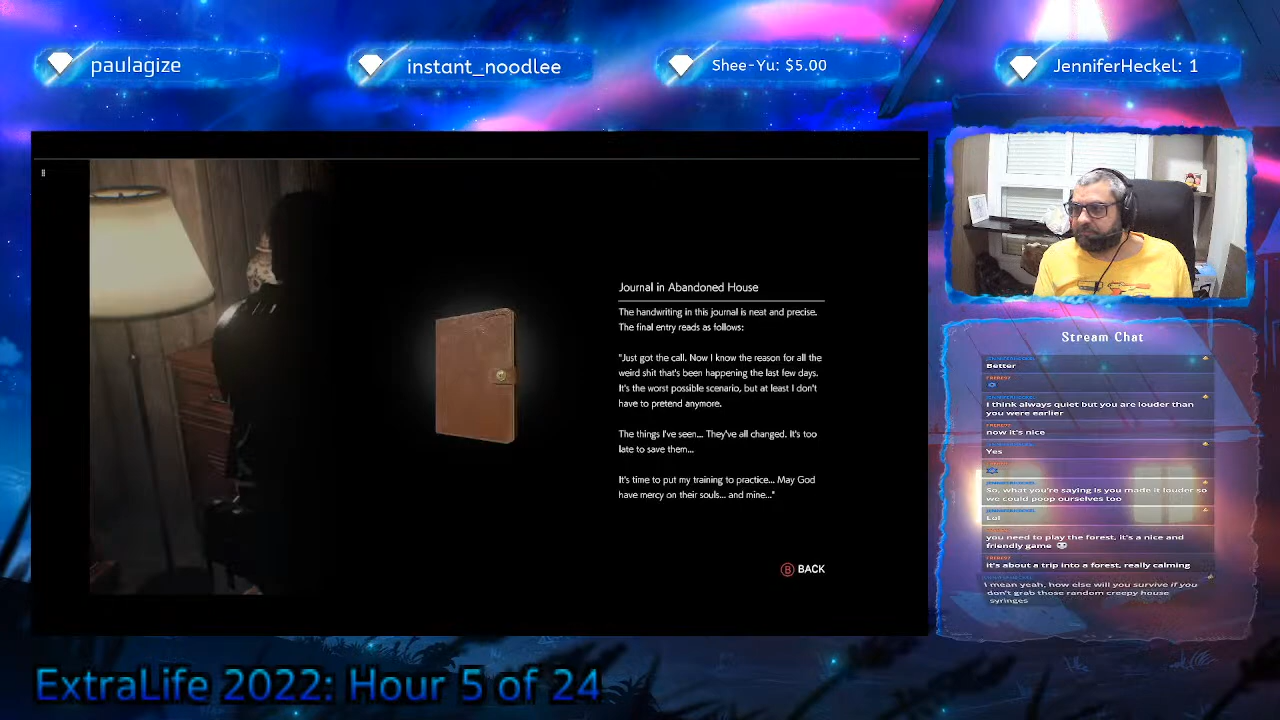 paulagize
instant_noodlee
Shee-Yu: $5.00
JenniferHeckel: 1
Journal in Abandoned House
The handwriting in this journal is neat and precise.
The final entry reads as follows:
"Just got the call. Now I know the reason for all the
weird shit that's been happening the last few days.
It's the worst possible scenario, but at least I don't
have to pretend anymore.
The things I've seen... They've all changed. It's too
late to save them...
It's time to put my training to practice... May God
have mercy on their souls... and mine..."
B BACK
Stream Chat
Better
I think always quiet but you are louder than
you were earlier
now it's nice
Yes
So, what you're saying is you made it louder so
we could poop ourselves too
Lol
you need to play the forest, it's a nice and
friendly game
it's about a trip into a forest, really calming
I mean yeah, how else will you survive if you
don't grab those random creepy house
syringes
ExtraLife 2022: Hour 5 of 24